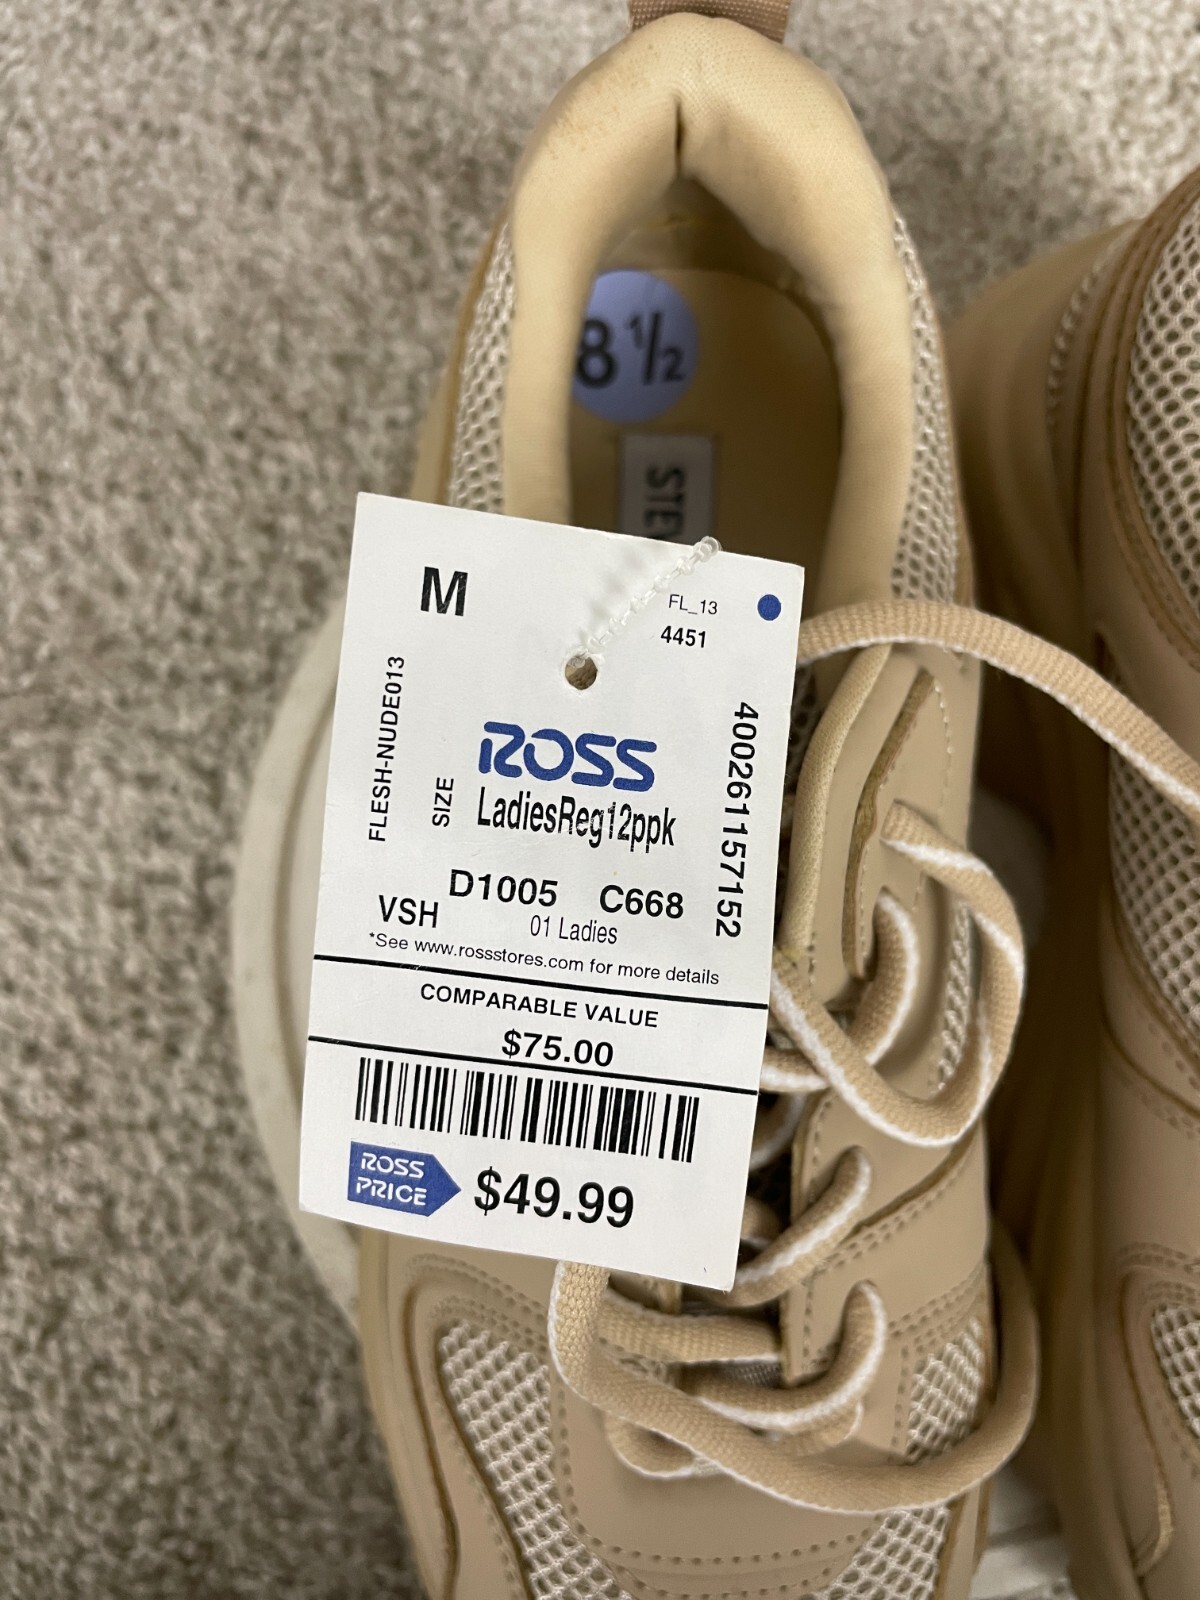 8 1/2
M
FL_13
4451
FLESH-NUDE013
SIZE
ROSS
LadiesReg12ppk
400261157152
D1005 C668
VSH
01 Ladies
*See www.rossstores.com for more details
COMPARABLE VALUE
$75.00
ROSS
PRICE
$49.99